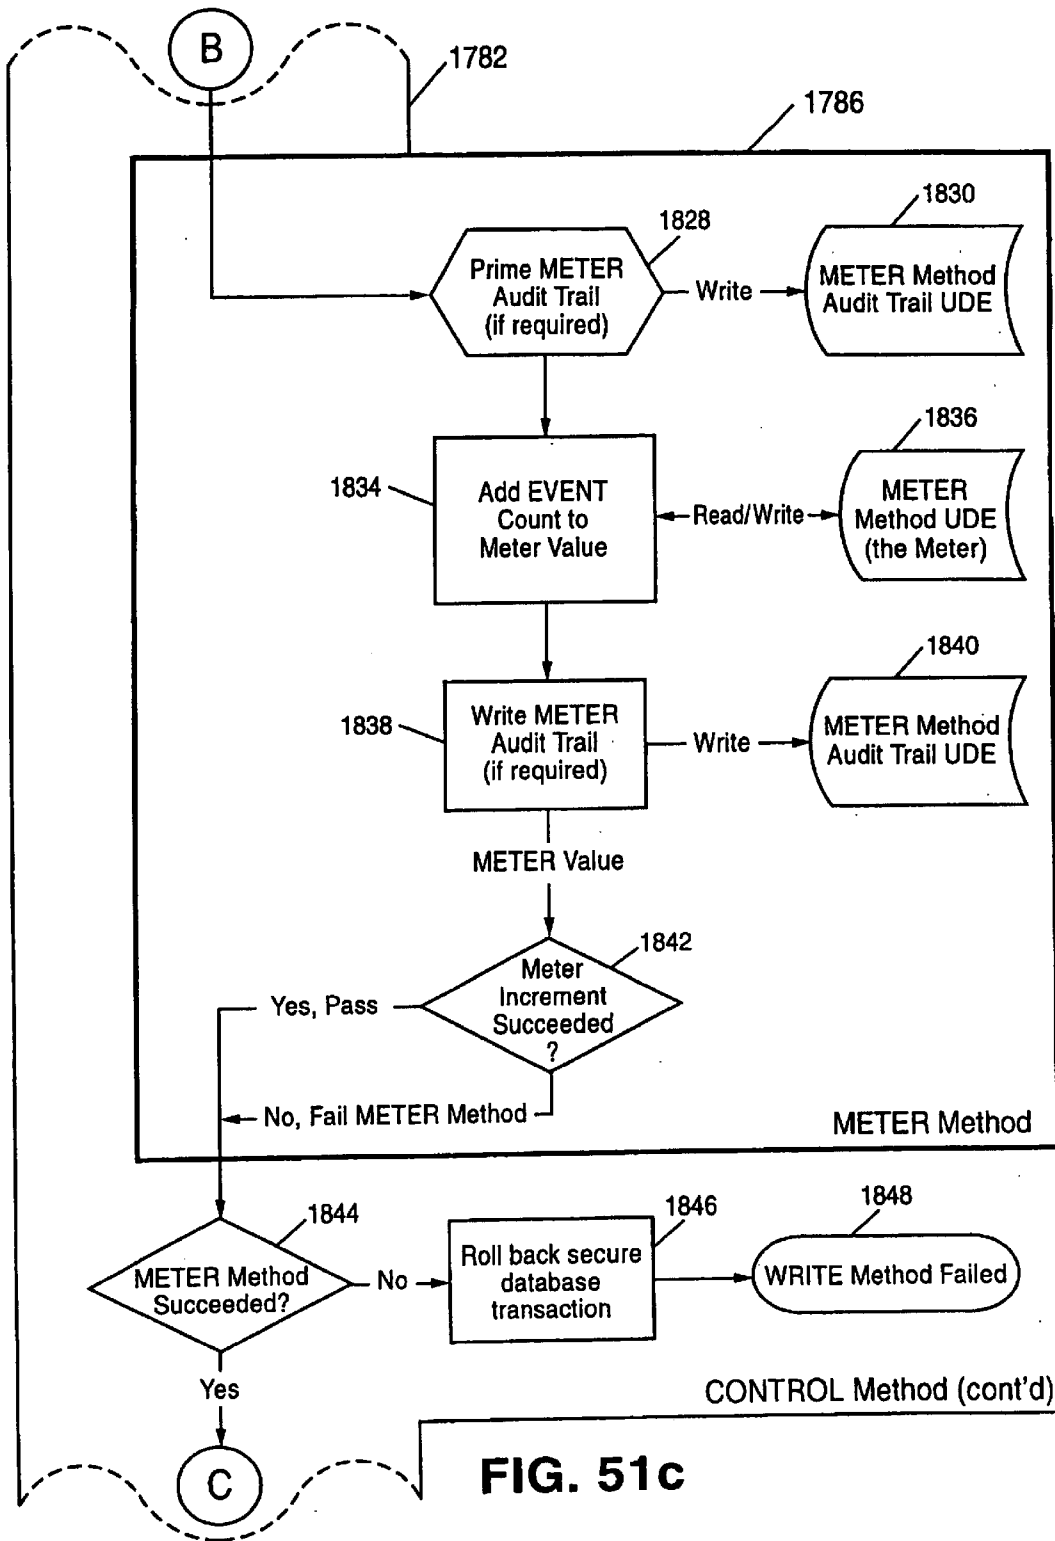 B
1782
1786
1830
1828
Prime METER
Audit Trail
(if required)
Write
METER Method
Audit Trail UDE
1836
1834
Add EVENT
Count to
Meter Value
Read/Write
METER
Method UDE
(the Meter)
1840
1838
Write METER
Audit Trail
(if required)
Write
METER Method
Audit Trail UDE
METER Value
1842
Meter
Increment
Succeeded
?
Yes, Pass
No, Fail METER Method
METER Method
1844
METER Method
Succeeded?
No
1846
Roll back secure
database
transaction
1848
WRITE Method Failed
Yes
CONTROL Method (cont'd)
C
FIG. 51c